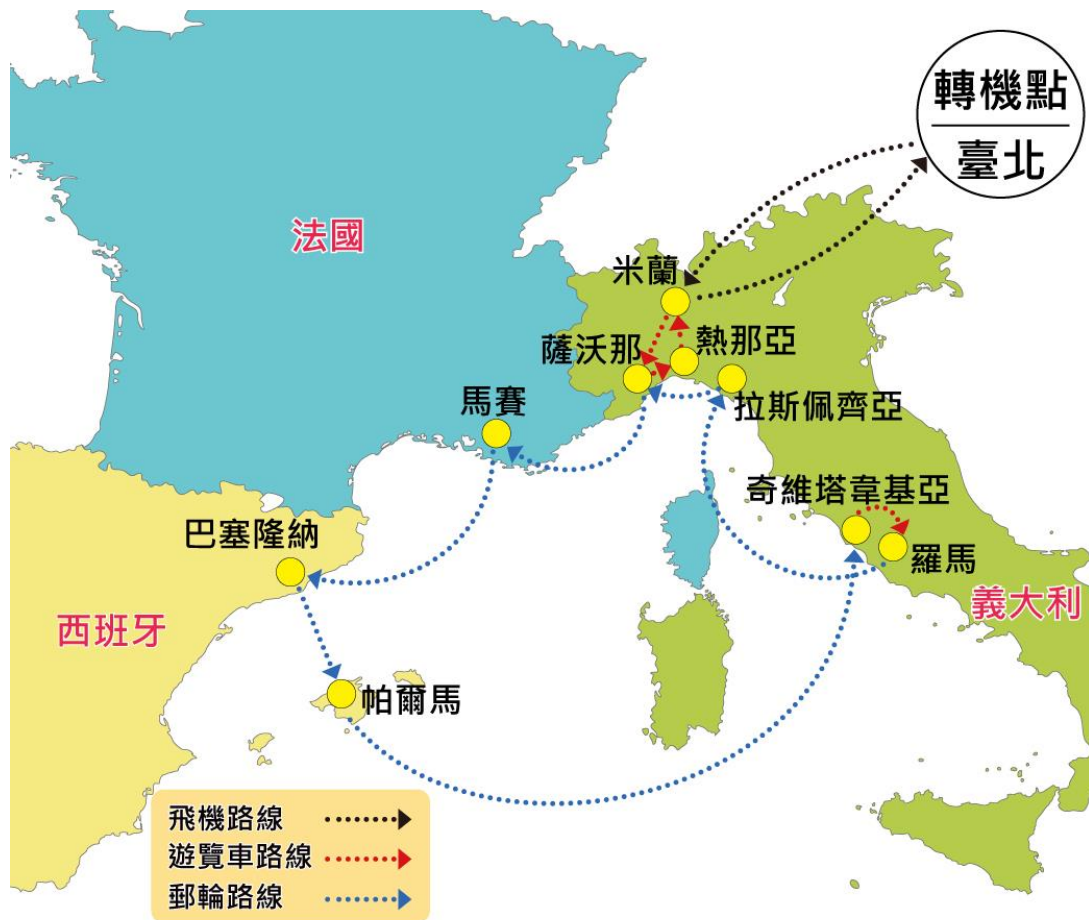 轉機點
臺北
法國
米蘭
薩沃那
熱那亞
馬賽
拉斯佩齊亞
奇維塔韋基亞
巴塞隆納
羅馬
義大利
西班牙
帕爾馬
飛機路線
遊覽車路線
郵輪路線